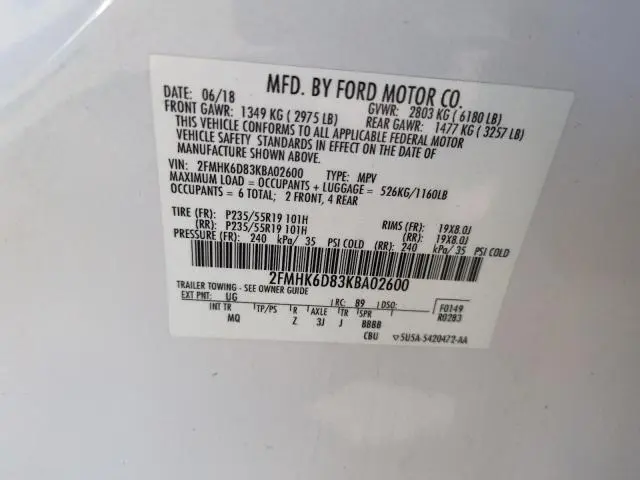 MFD. BY FORD MOTOR CO.
DATE: 06/18 GVWR: 2803 KG ( 6180 LB)
FRONT GAWR: 1349 KG ( 2975 LB) REAR GAWR: 1477 KG ( 3257 LB)
THIS VEHICLE CONFORMS TO ALL APPLICABLE FEDERAL MOTOR
VEHICLE SAFETY STANDARDS IN EFFECT ON THE DATE OF
MANUFACTURE SHOWN ABOVE.
VIN: 2FMHK6D83KBA02600 TYPE: MPV
MAXIMUM LOAD = OCCUPANTS + LUGGAGE = 526KG/1160LB
OCCUPANTS = 6 TOTAL; 2 FRONT, 4 REAR
TIRE (FR): P235/55R19 101H RIMS (FR): 19X8.0J
(RR): P235/55R19 101H (RR): 19X8.0J
PRESSURE (FR): 240 kPa/ 35 PSI COLD (RR): 240 kPa/ 35 PSI COLD
2FMHK6D83KBA02600
TRAILER TOWING - SEE OWNER GUIDE
EXT PNT: UG RC: 89 DSO: F0149
R0283
INT TR TP/PS R AXLE TR SPR
MQ Z 3J J BBBB
CBU ▽5U5A-5420472-AA